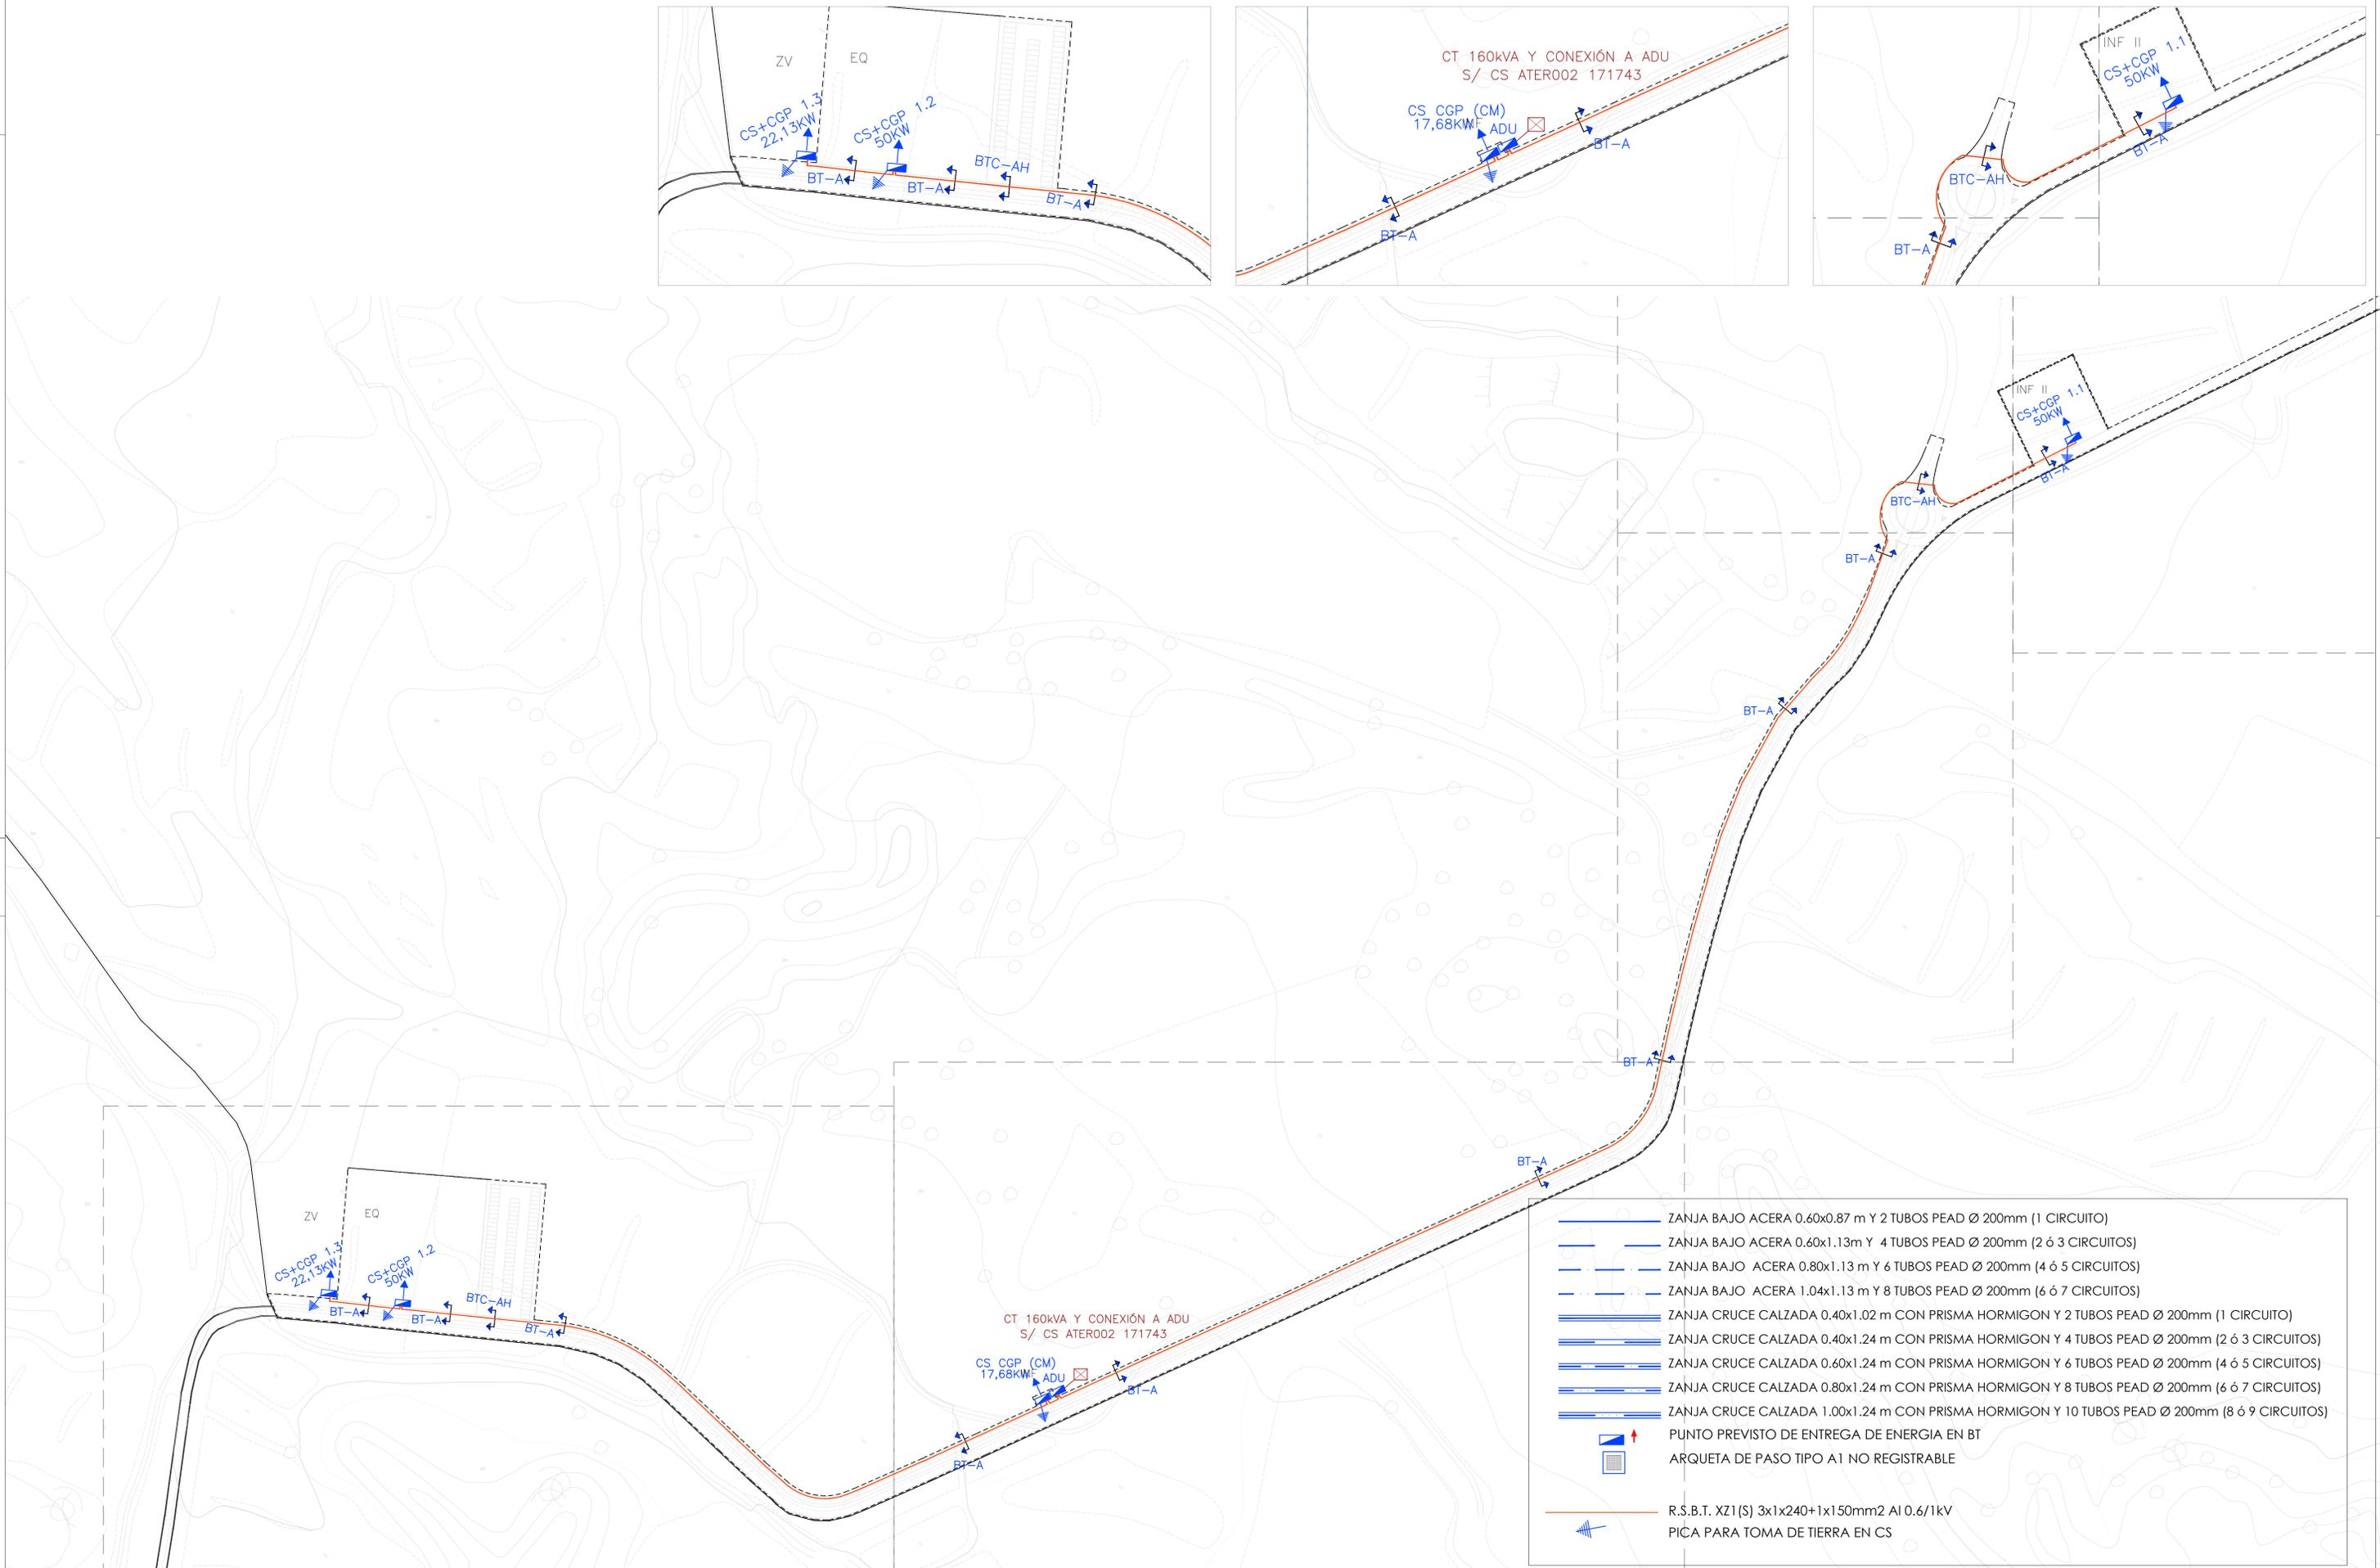 ZV
EQ
CS+CGP 1.3
22,13KW
CS+CGP 1.2
50KW
BT-A
BT-A
BTC-AH
BT-A
CT 160kVA Y CONEXIÓN A ADU
S/ CS ATER002 171743
CS CGP (CM)
17,68KW
ADU
BT-A
BT-A
INF II
CS+CGP 1.1
50KW
BT-A
BTC-AH
BT-A
INF II
CS+CGP 1.1
50KW
BT-A
BTC-AH
BT-A
BT-A
BT-A
BT-A
ZV
EQ
CS+CGP 1.3
22,13KW
CS+CGP 1.2
50KW
BT-A
BT-A
BTC-AH
BT-A
CT 160kVA Y CONEXIÓN A ADU
S/ CS ATER002 171743
CS CGP (CM)
17,68KW
ADU
BT-A
BT-A
ZANJA BAJO ACERA 0.60x0.87 m Y 2 TUBOS PEAD Ø 200mm (1 CIRCUITO)
ZANJA BAJO ACERA 0.60x1.13m Y 4 TUBOS PEAD Ø 200mm (2 ó 3 CIRCUITOS)
ZANJA BAJO ACERA 0.80x1.13 m Y 6 TUBOS PEAD Ø 200mm (4 ó 5 CIRCUITOS)
ZANJA BAJO ACERA 1.04x1.13 m Y 8 TUBOS PEAD Ø 200mm (6 ó 7 CIRCUITOS)
ZANJA CRUCE CALZADA 0.40x1.02 m CON PRISMA HORMIGON Y 2 TUBOS PEAD Ø 200mm (1 CIRCUITO)
ZANJA CRUCE CALZADA 0.40x1.24 m CON PRISMA HORMIGON Y 4 TUBOS PEAD Ø 200mm (2 ó 3 CIRCUITOS)
ZANJA CRUCE CALZADA 0.60x1.24 m CON PRISMA HORMIGON Y 6 TUBOS PEAD Ø 200mm (4 ó 5 CIRCUITOS)
ZANJA CRUCE CALZADA 0.80x1.24 m CON PRISMA HORMIGON Y 8 TUBOS PEAD Ø 200mm (6 ó 7 CIRCUITOS)
ZANJA CRUCE CALZADA 1.00x1.24 m CON PRISMA HORMIGON Y 10 TUBOS PEAD Ø 200mm (8 ó 9 CIRCUITOS)
PUNTO PREVISTO DE ENTREGA DE ENERGIA EN BT
ARQUETA DE PASO TIPO A1 NO REGISTRABLE
R.S.B.T. XZ1(S) 3x1x240+1x150mm2 Al 0.6/1kV
PICA PARA TOMA DE TIERRA EN CS